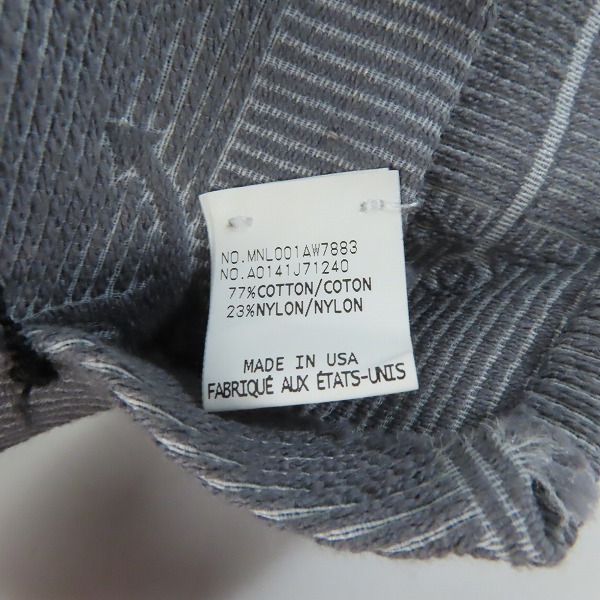 NO.MNL001AW7883
NO.A0141J71240
77%COTTON/COTON
23%NYLON/NYLON
MADE IN USA
FABRIQUÉ AUX ÉTATS-UNIS